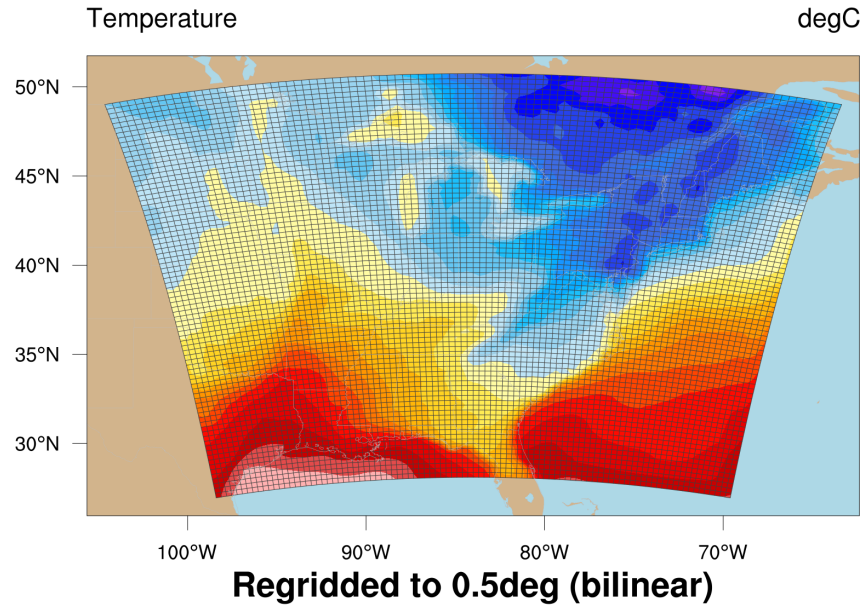 Temperature degC
50°N
45°N
40°N
35°N
30°N
100°W 90°W 80°W 70°W
Regridded to 0.5deg (bilinear)